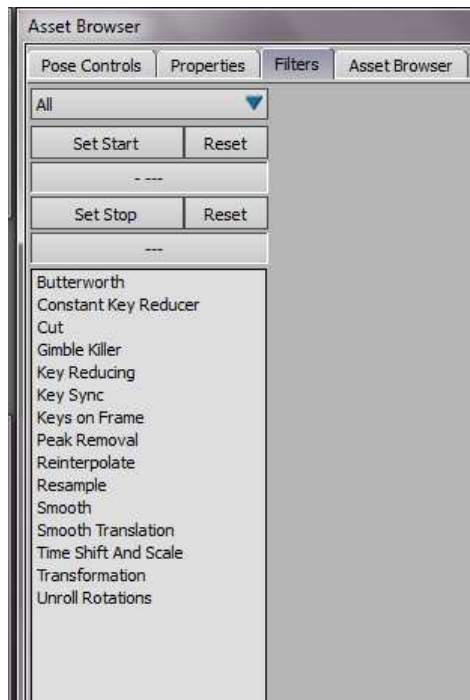 Asset Browser
Pose Controls Properties Filters Asset Browser
All
Set Start Reset
- ---
Set Stop Reset
---
Butterworth
Constant Key Reducer
Cut
Gimble Killer
Key Reducing
Key Sync
Keys on Frame
Peak Removal
Reinterpolate
Resample
Smooth
Smooth Translation
Time Shift And Scale
Transformation
Unroll Rotations